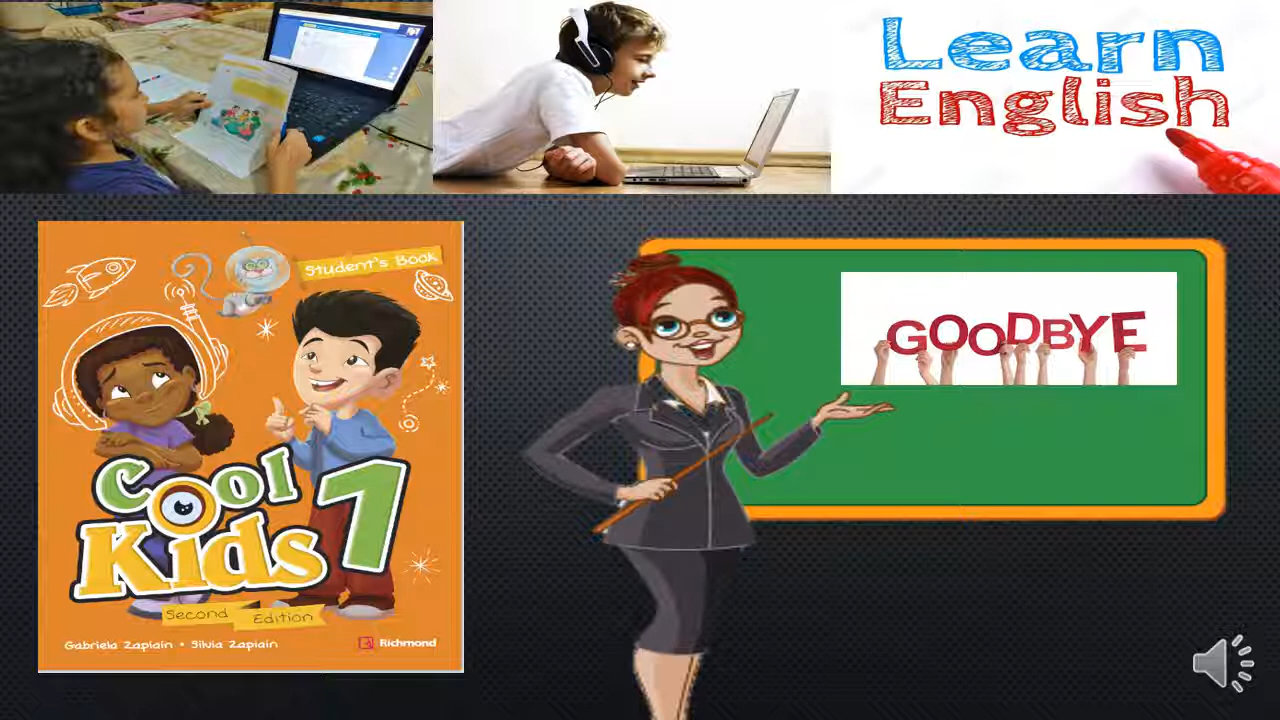 Learn
English
Student's Book
Cool
Kids 1
Second Edition
Gabriela Zapiain • Silvia Zapiain
Richmond
GOODBYE